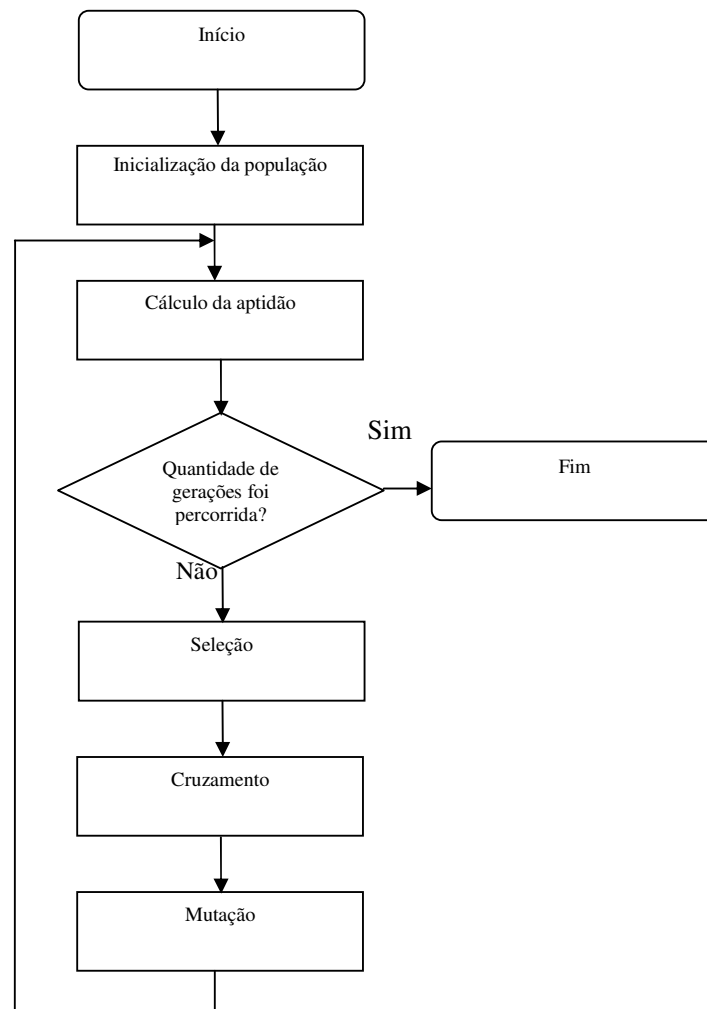 Início
Inicialização da população
Cálculo da aptidão
Sim
Quantidade de
gerações foi
percorrida?
Fim
Não
Seleção
Cruzamento
Mutação